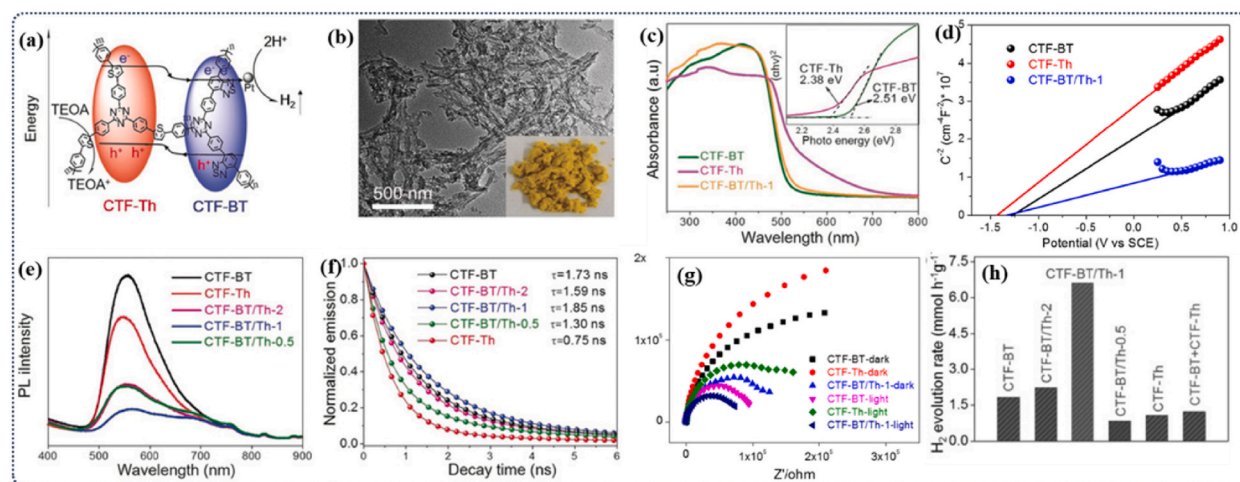 (a)
Energy
TEOA
TEOA⁺
e⁻
h⁺ h⁺
h⁺
Pt
2H⁺
H₂
CTF-Th
CTF-BT
(b)
500 nm
(c)
Absorbance (a.u)
(αhν)²
CTF-Th
2.38 eV
CTF-BT
2.51 eV
2.2 2.4 2.6 2.8
Photo energy (eV)
CTF-BT
CTF-Th
CTF-BT/Th-1
300 400 500 600 700 800
Wavelength (nm)
(d)
C⁻² (cm⁻⁴F⁻²)* 10⁷
5
4
3
2
1
0
CTF-BT
CTF-Th
CTF-BT/Th-1
-1.5 -1.0 -0.5 0.0 0.5 1.0
Potential (V vs SCE)
(e)
PL iIntensity
CTF-BT
CTF-Th
CTF-BT/Th-2
CTF-BT/Th-1
CTF-BT/Th-0.5
400 500 600 700 800 900
Wavelength (nm)
(f)
Normalized emission
1.0
0.8
0.6
0.4
0.2
0.0
CTF-BT τ=1.73 ns
CTF-BT/Th-2 τ=1.59 ns
CTF-BT/Th-1 τ=1.85 ns
CTF-BT/Th-0.5 τ=1.30 ns
CTF-Th τ=0.75 ns
0 1 2 3 4 5 6
Decay time (ns)
(g)
1×10⁵
0
CTF-BT-dark
CTF-Th-dark
CTF-BT/Th-1-dark
CTF-BT-light
CTF-Th-light
CTF-BT/Th-1-light
0 1x10⁵ 2x10⁵ 3x10⁵
Z'/ohm
(h)
H₂ evolution rate (mmol h⁻¹g⁻¹)
7.5
6.0
4.5
3.0
1.5
0.0
CTF-BT
CTF-BT/Th-2
CTF-BT/Th-1
CTF-BT/Th-0.5
CTF-Th
CTF-BT+CTF-Th